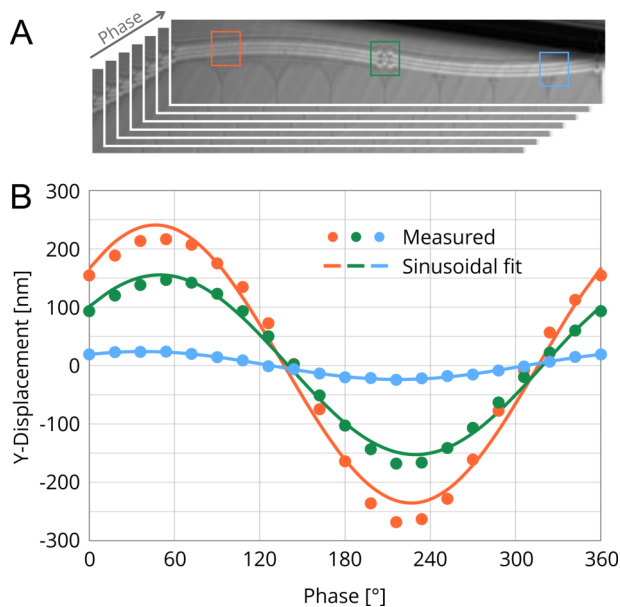 A
Phase
B
300
200
100
0
-100
-200
-300
Y-Displacement [nm]
Measured
Sinusoidal fit
0
60
120
180
240
300
360
Phase [°]